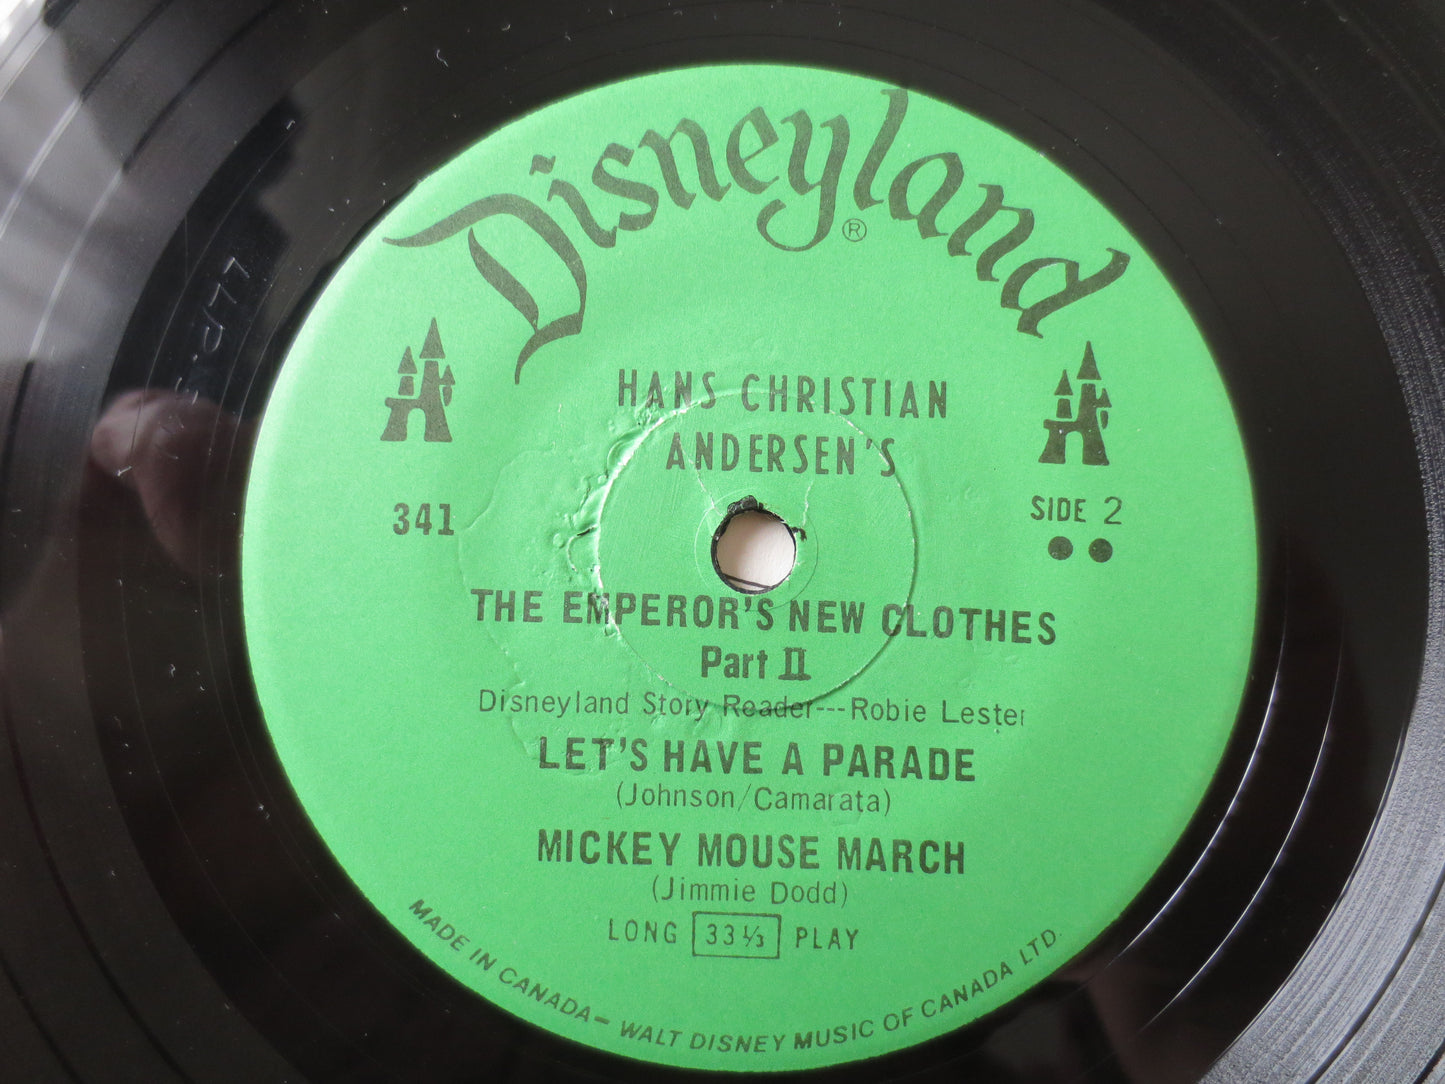 Disneyland
®
HANS CHRISTIAN
ANDERSEN'S
341
SIDE 2
THE EMPEROR'S NEW CLOTHES
Part II
Disneyland Story Reader---Robie Lester
LET'S HAVE A PARADE
(Johnson/Camarata)
MICKEY MOUSE MARCH
(Jimmie Dodd)
LONG 33⅓ PLAY
MADE IN CANADA– WALT DISNEY MUSIC OF CANADA LTD.